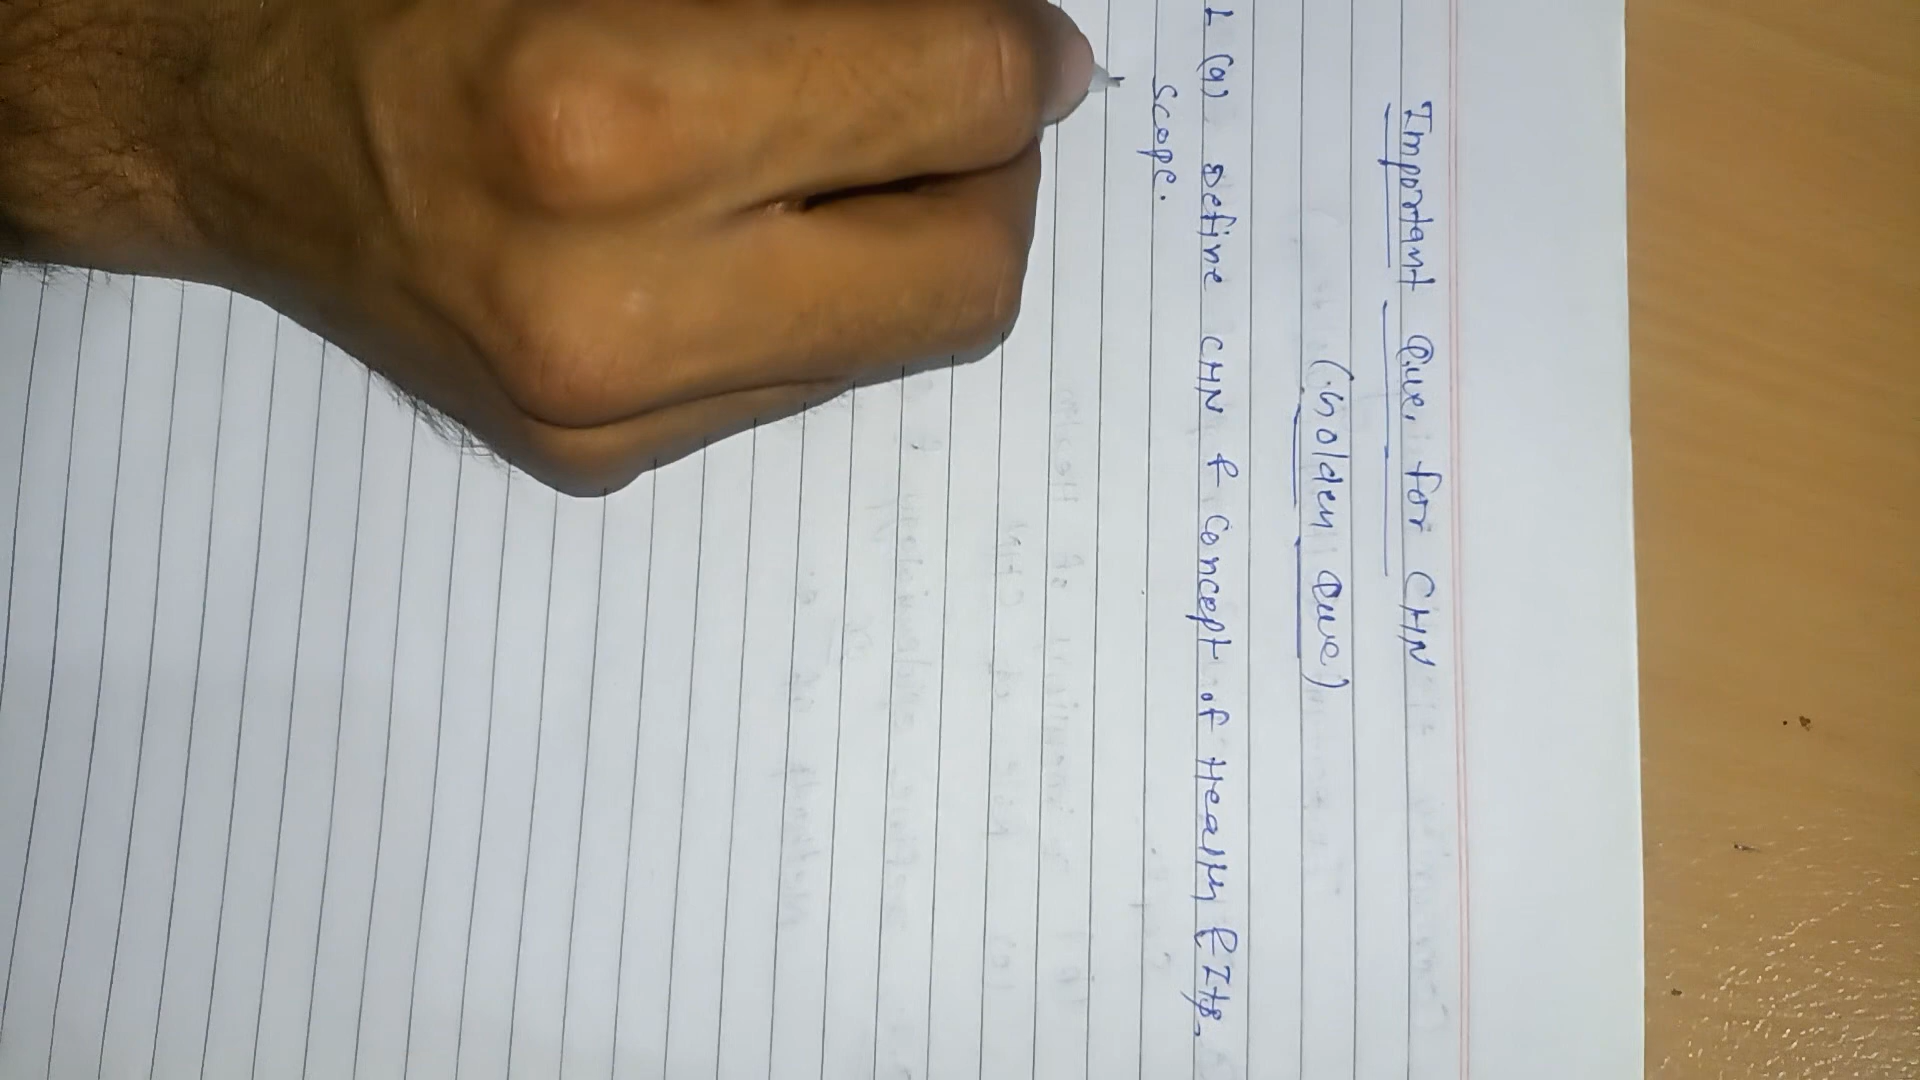 Important Que. for CHN
(Golden Que)
1 (a) Define CHN & Concept of Health & Its
Scope.